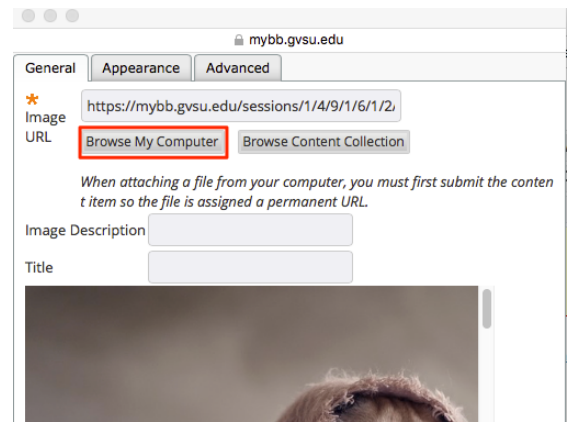 mybb.gvsu.edu
General Appearance Advanced
* Image URL
https://mybb.gvsu.edu/sessions/1/4/9/1/6/1/2/
Browse My Computer Browse Content Collection
When attaching a file from your computer, you must first submit the conten
t item so the file is assigned a permanent URL.
Image Description
Title